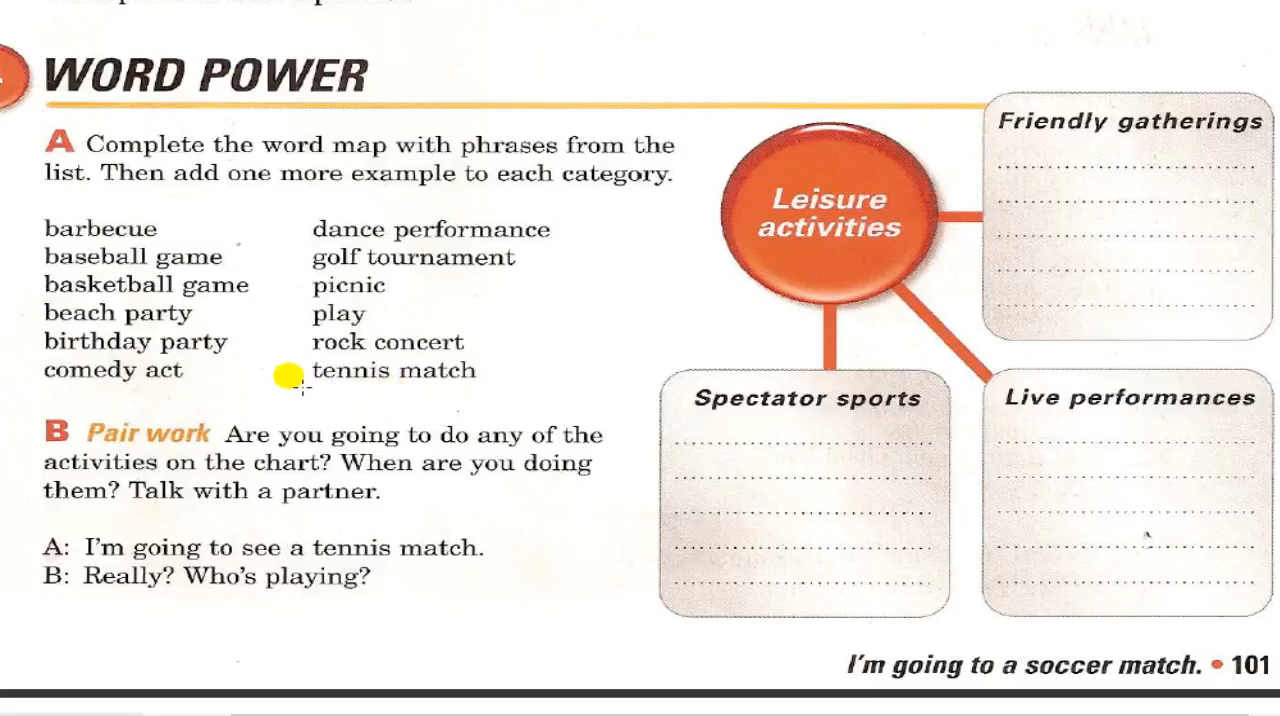 WORD POWER
A Complete the word map with phrases from the
list. Then add one more example to each category.
barbecue
baseball game
basketball game
beach party
birthday party
comedy act
dance performance
golf tournament
picnic
play
rock concert
tennis match
B Pair work Are you going to do any of the
activities on the chart? When are you doing
them? Talk with a partner.
A: I'm going to see a tennis match.
B: Really? Who's playing?
Leisure
activities
Friendly gatherings
Spectator sports
Live performances
I'm going to a soccer match. • 101